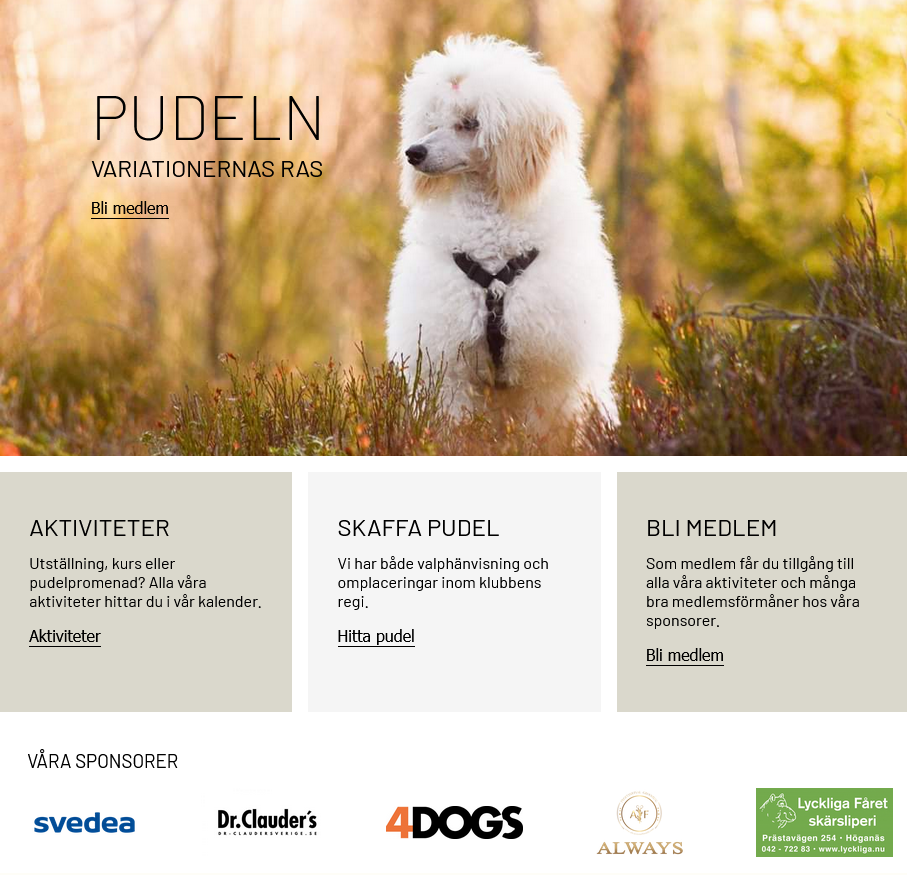 PUDELN
VARIATIONERNAS RAS
Bli medlem
AKTIVITETER
Utställning, kurs eller
pudelpromenad? Alla våra
aktiviteter hittar du i vår kalender.
Aktiviteter
SKAFFA PUDEL
Vi har både valphänvisning och
omplaceringar inom klubbens
regi.
Hitta pudel
BLI MEDLEM
Som medlem får du tillgång till
alla våra aktiviteter och många
bra medlemsförmåner hos våra
sponsorer.
Bli medlem
VÅRA SPONSORER
svedea
Dr.Clauder's
DR-CLAUDERSVERIGE.SE
4DOGS
AF
ALWAYS
Lyckliga Fåret
skärsliperi
Prästavägen 254 • Höganäs
042 - 722 83 • www.lyckliga.nu